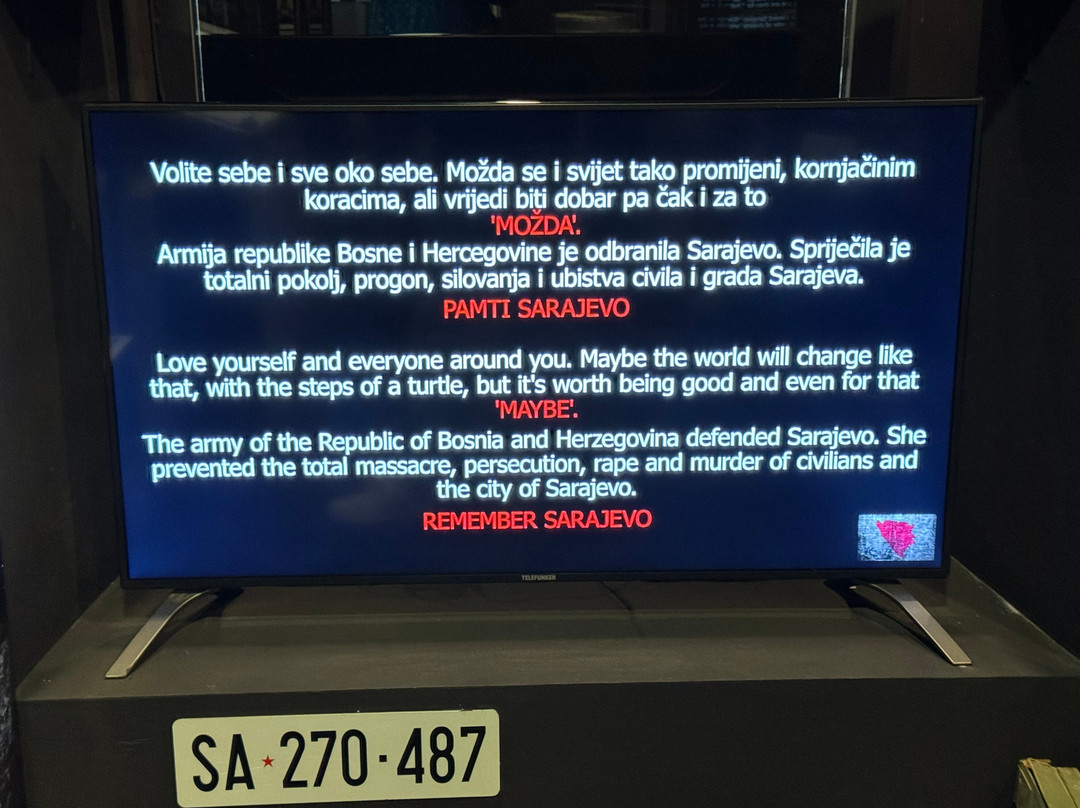 Volite sebe i sve oko sebe. Možda se i svijet tako promijeni, kornjačinim
koracima, ali vrijedi biti dobar pa čak i za to
'MOŽDA'.
Armija republike Bosne i Hercegovine je odbranila Sarajevo. Spriječila je
totalni pokolj, progon, silovanja i ubistva civila i grada Sarajeva.
PAMTI SARAJEVO
Love yourself and everyone around you. Maybe the world will change like
that, with the steps of a turtle, but it's worth being good and even for that
'MAYBE'.
The army of the Republic of Bosnia and Herzegovina defended Sarajevo. She
prevented the total massacre, persecution, rape and murder of civilians and
the city of Sarajevo.
REMEMBER SARAJEVO
TELEFUNKEN
SA★270·487